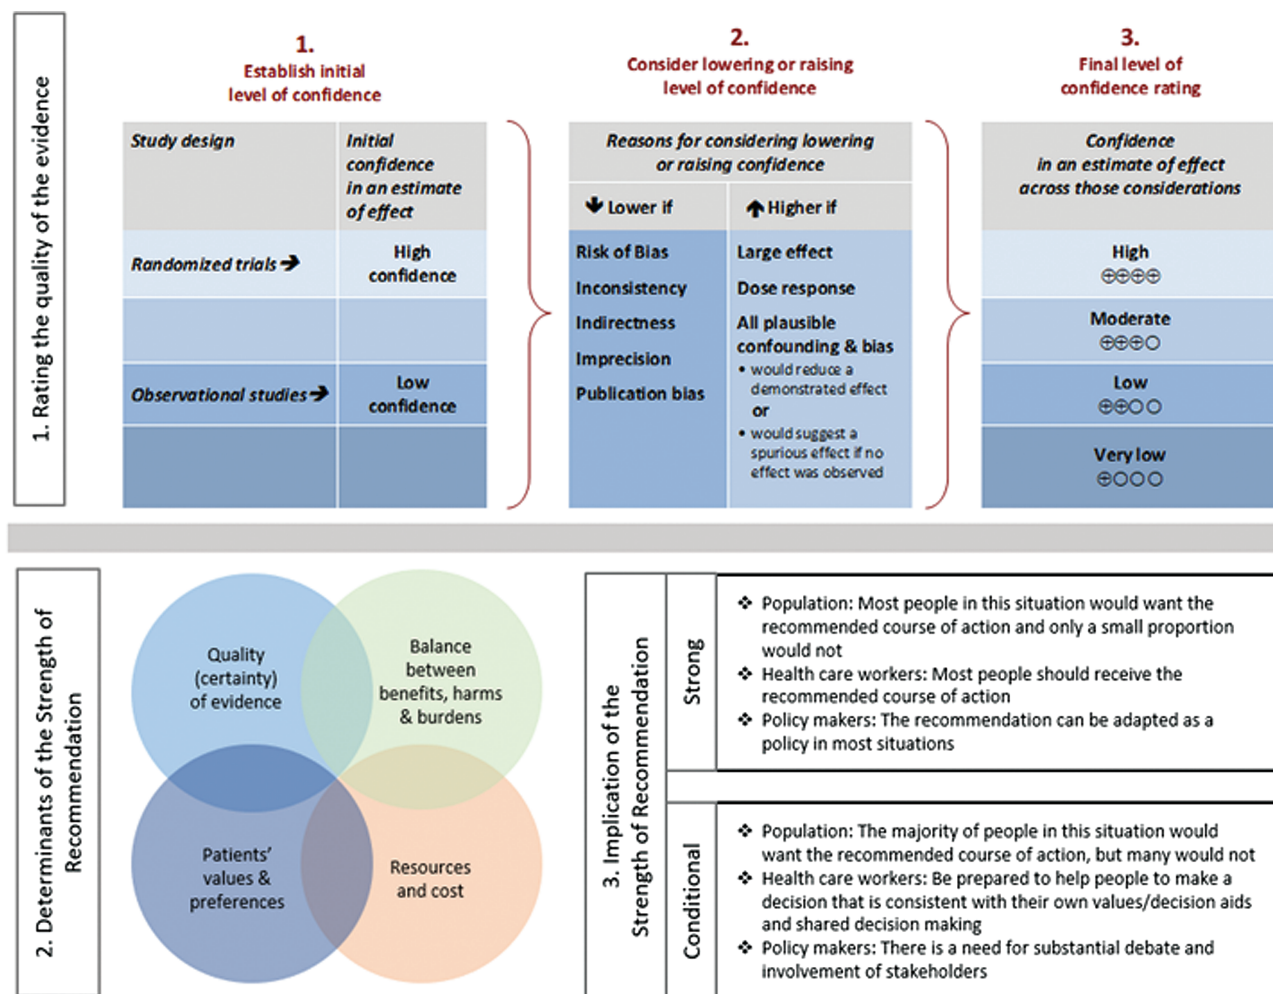 1. Rating the quality of the evidence
1.
Establish initial
level of confidence
Study design
Initial
confidence
in an estimate
of effect
Randomized trials ➔
High
confidence
Observational studies ➔
Low
confidence
2.
Consider lowering or raising
level of confidence
Reasons for considering lowering
or raising confidence
🡇 Lower if
🡅 Higher if
Risk of Bias
Inconsistency
Indirectness
Imprecision
Publication bias
Large effect
Dose response
All plausible
confounding & bias
• would reduce a
demonstrated effect
or
• would suggest a
spurious effect if no
effect was observed
3.
Final level of
confidence rating
Confidence
in an estimate of effect
across those considerations
High
⊕⊕⊕⊕
Moderate
⊕⊕⊕○
Low
⊕⊕○○
Very low
⊕○○○
2. Determinants of the Strength of
Recommendation
Quality
(certainty)
of evidence
Balance
between
benefits, harms
& burdens
Patients’
values &
preferences
Resources
and cost
3. Implication of the
Strength of Recommendation
Strong
❖ Population: Most people in this situation would want the
recommended course of action and only a small proportion
would not
❖ Health care workers: Most people should receive the
recommended course of action
❖ Policy makers: The recommendation can be adapted as a
policy in most situations
Conditional
❖ Population: The majority of people in this situation would
want the recommended course of action, but many would not
❖ Health care workers: Be prepared to help people to make a
decision that is consistent with their own values/decision aids
and shared decision making
❖ Policy makers: There is a need for substantial debate and
involvement of stakeholders